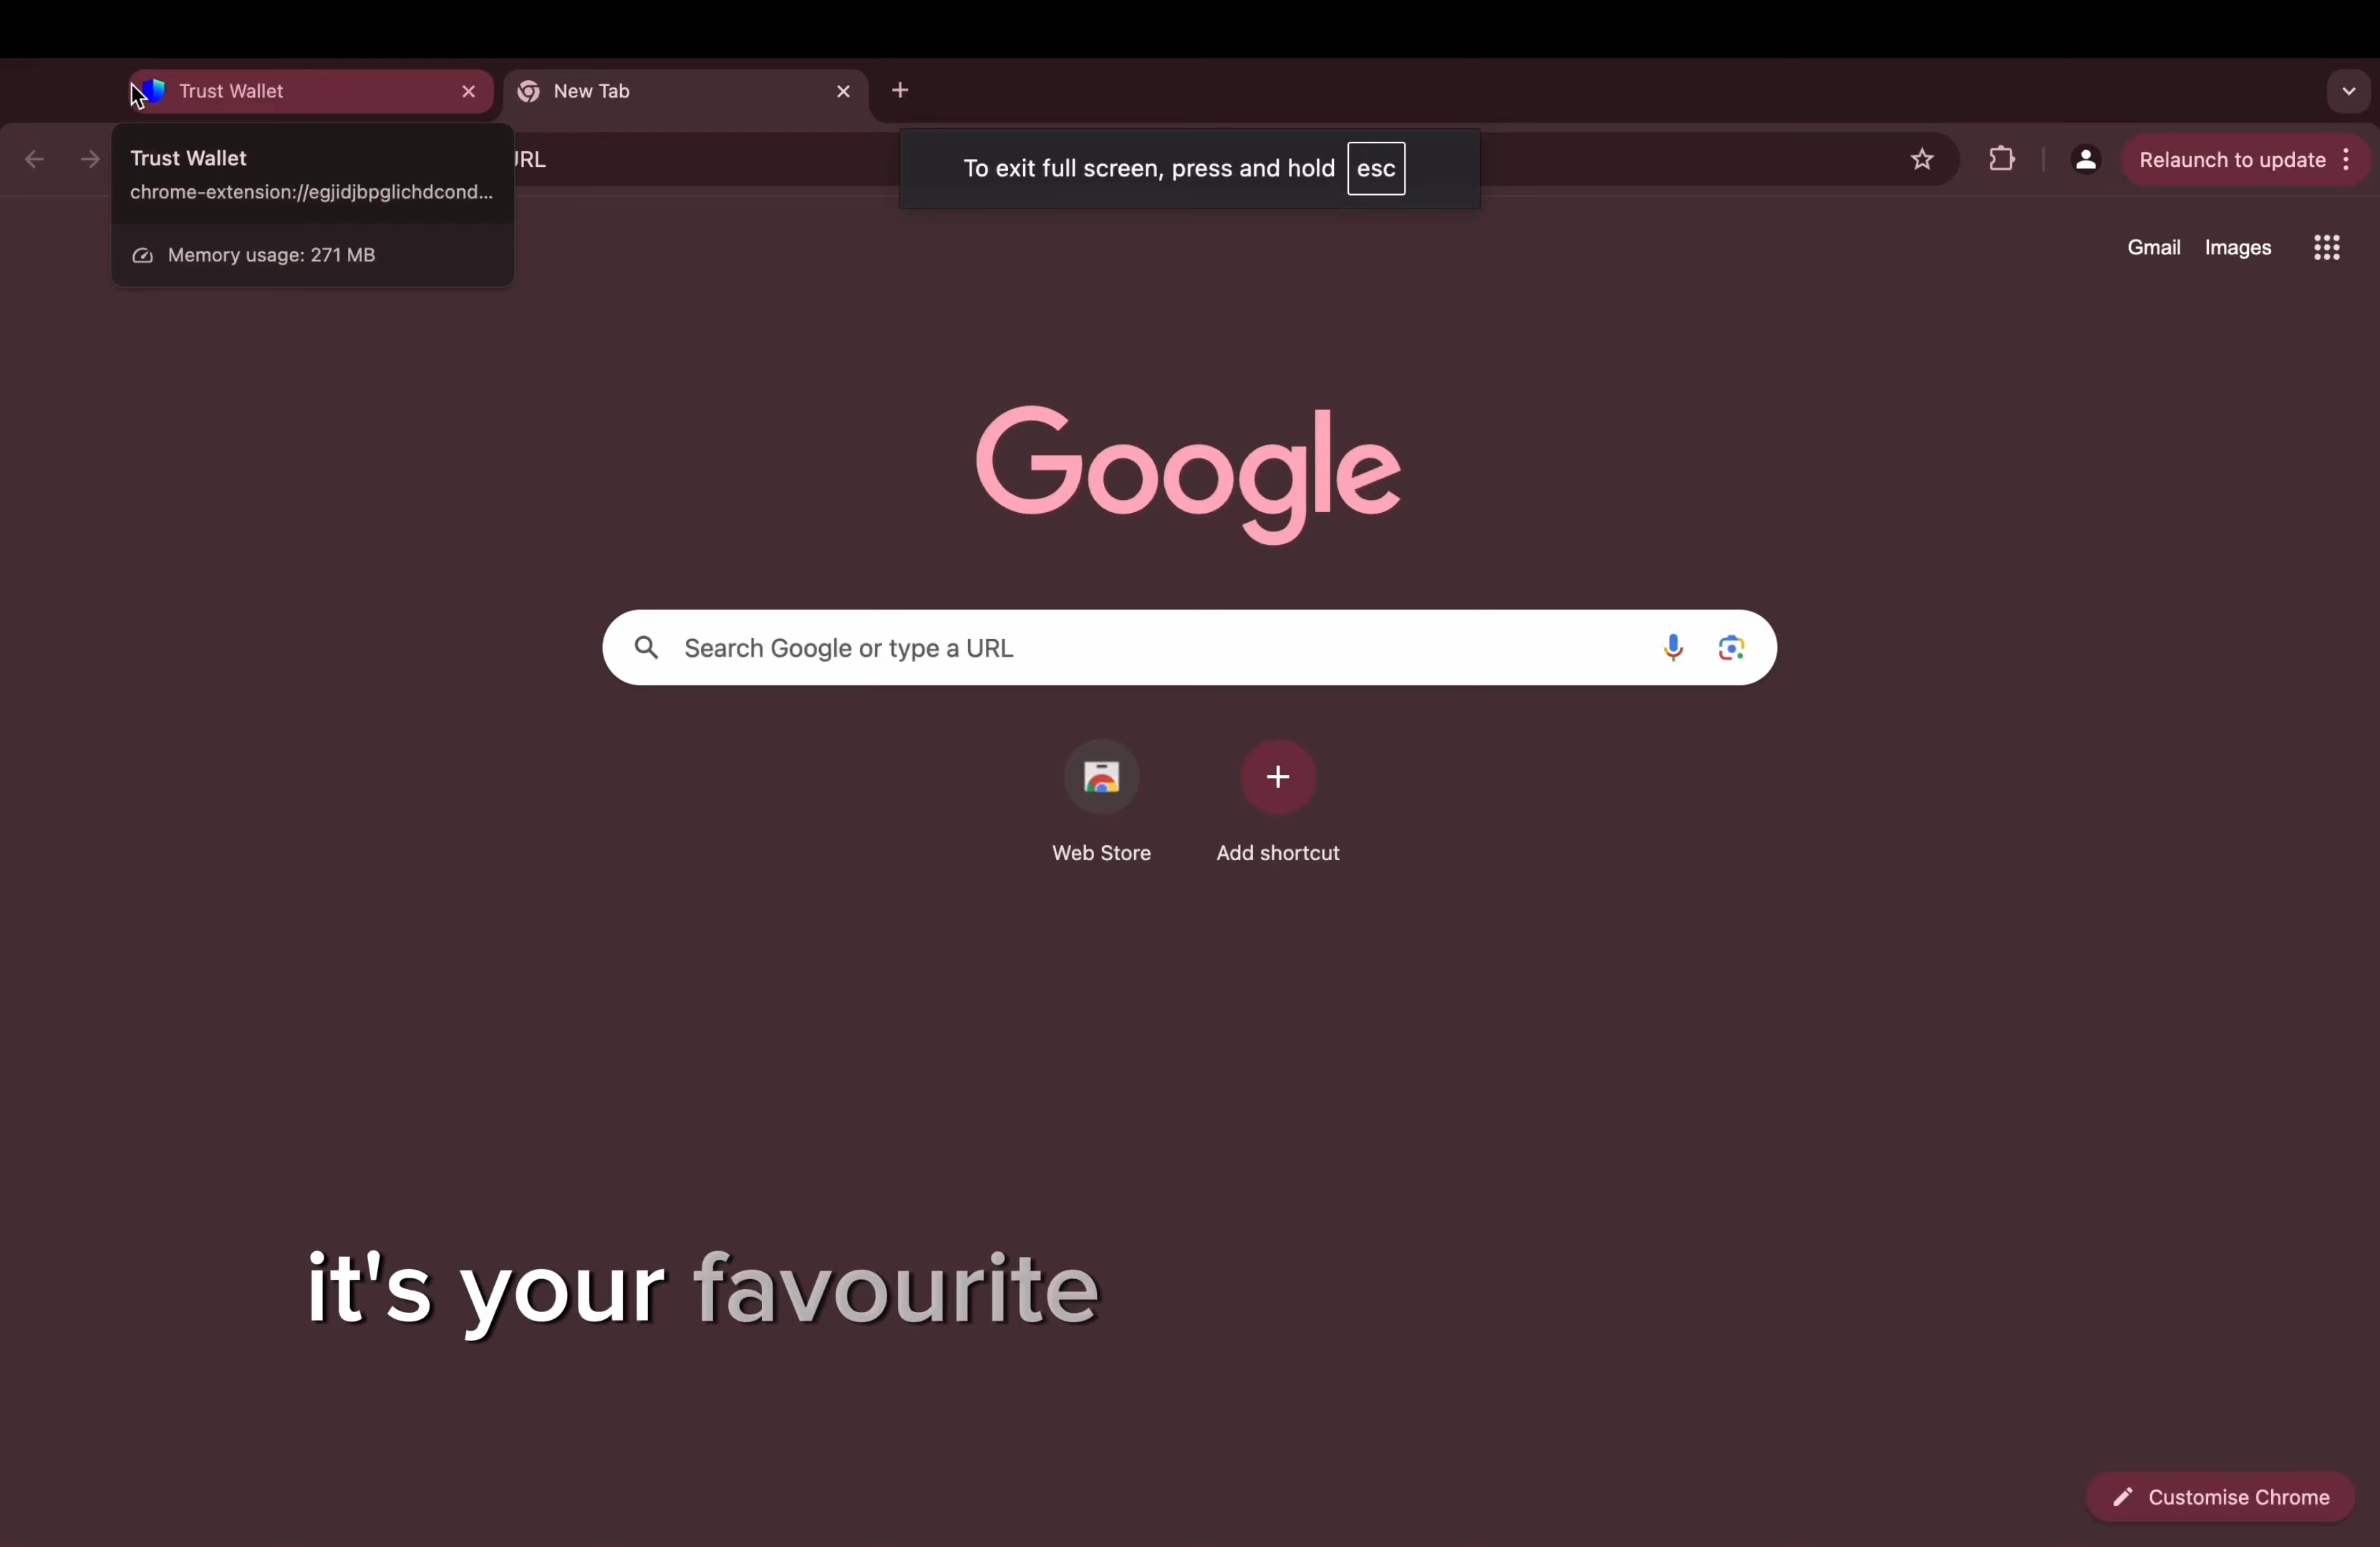 Trust Wallet
New Tab
Trust Wallet
chrome-extension://egjidjbpglichdcond...
Memory usage: 271 MB
URL
To exit full screen, press and hold esc
Relaunch to update
Gmail Images
Google
Search Google or type a URL
Web Store
Add shortcut
it's your favourite
Customise Chrome